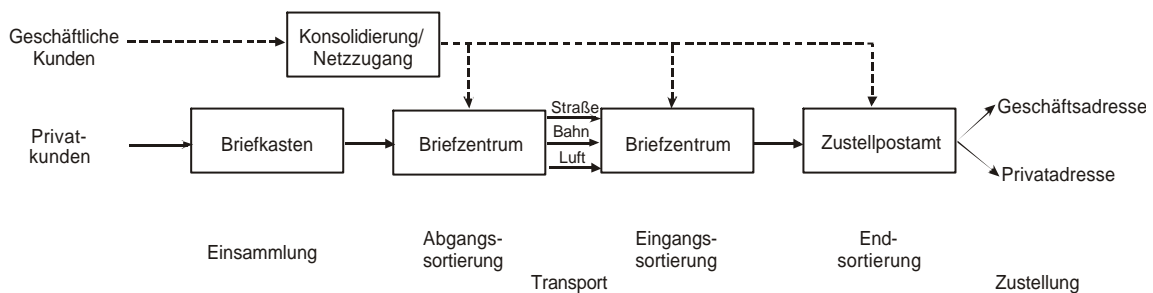 Geschäftliche
Kunden
Konsolidierung/
Netzzugang
Privat-
kunden
Briefkasten
Briefzentrum
Straße
Bahn
Luft
Briefzentrum
Zustellpostamt
Geschäftsadresse
Privatadresse
Einsammlung
Abgangs-
sortierung
Transport
Eingangs-
sortierung
End-
sortierung
Zustellung